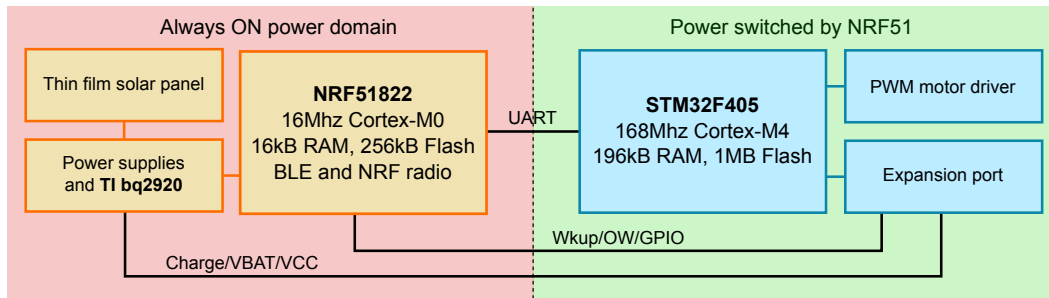 Always ON power domain
Power switched by NRF51
Thin film solar panel
Power supplies
and TI bq2920
NRF51822
16Mhz Cortex-M0
16kB RAM, 256kB Flash
BLE and NRF radio
UART
STM32F405
168Mhz Cortex-M4
196kB RAM, 1MB Flash
PWM motor driver
Expansion port
Wkup/OW/GPIO
Charge/VBAT/VCC